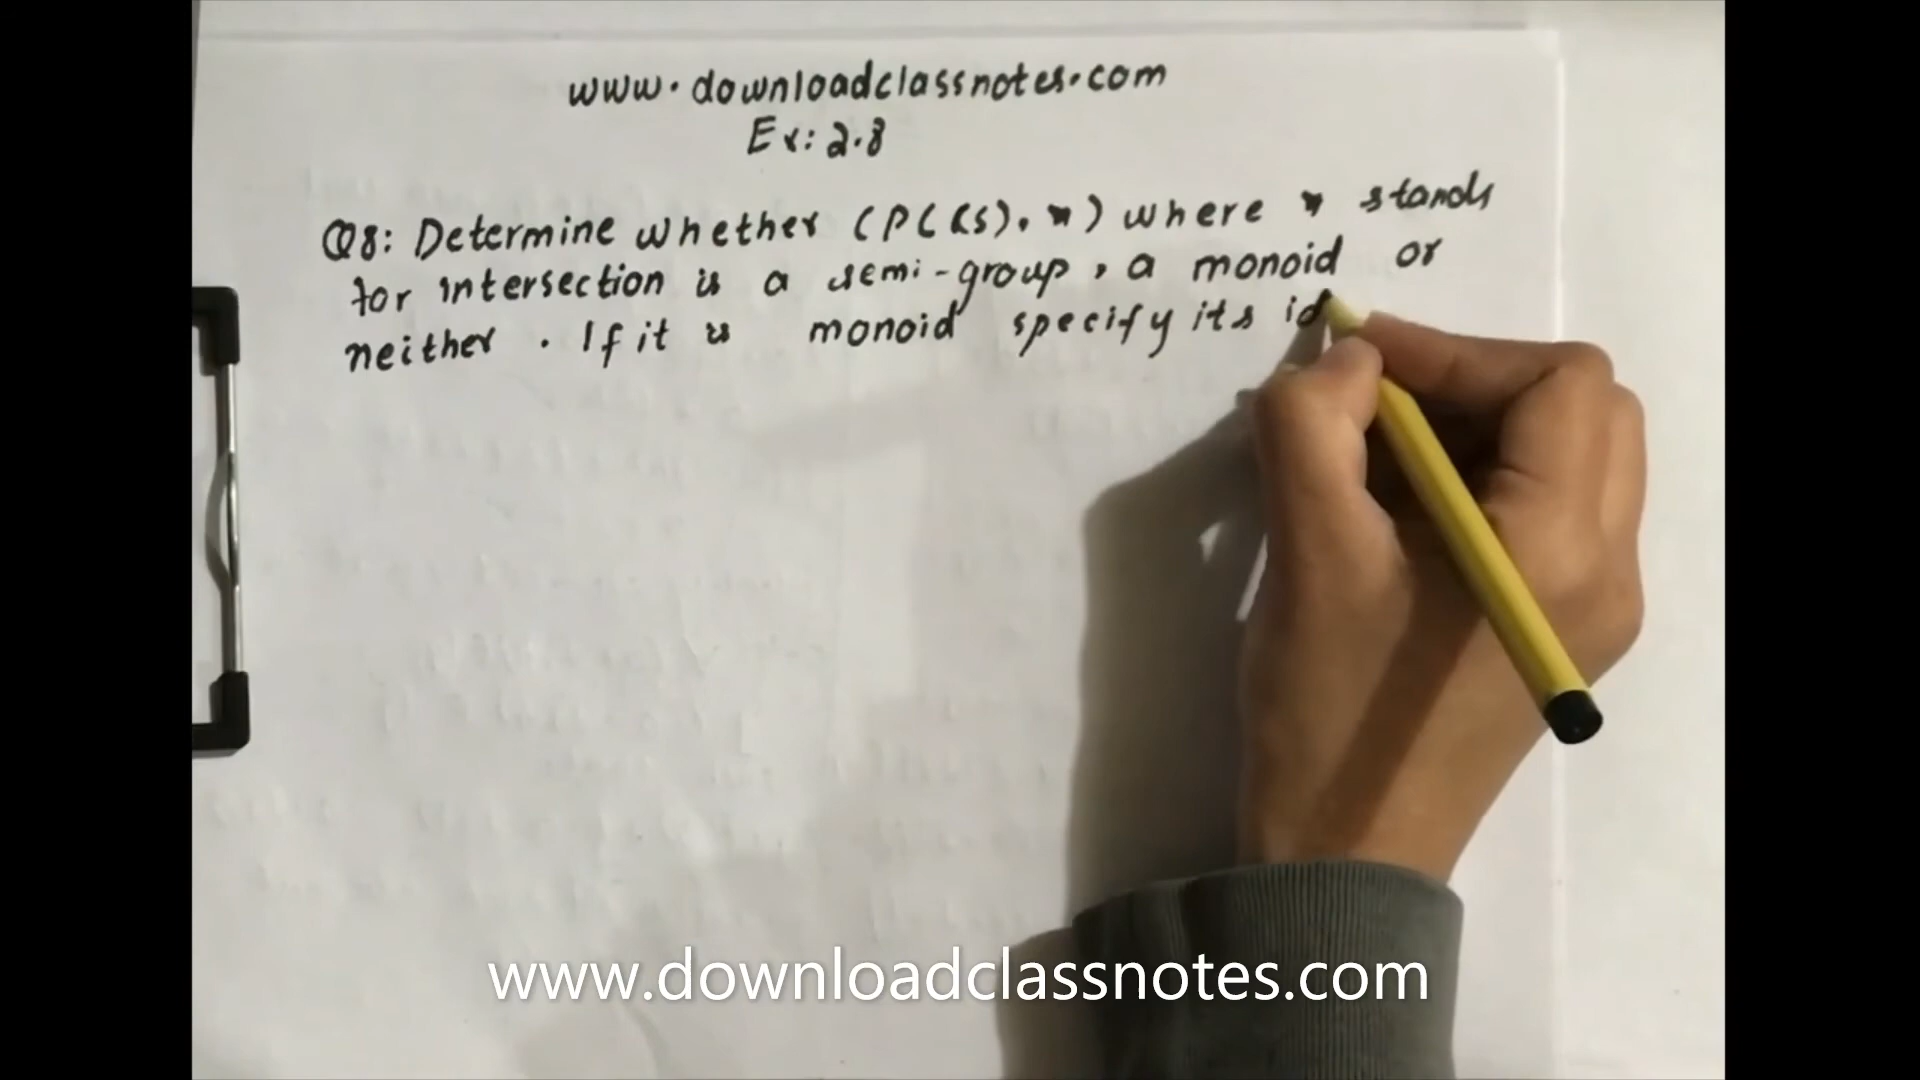 www.downloadclassnotes.com
Ex: 2.8
Q8: Determine whether (P(S), *) where * stands
for intersection is a semi-group, a monoid or
neither. If it is monoid specify its id
www.downloadclassnotes.com